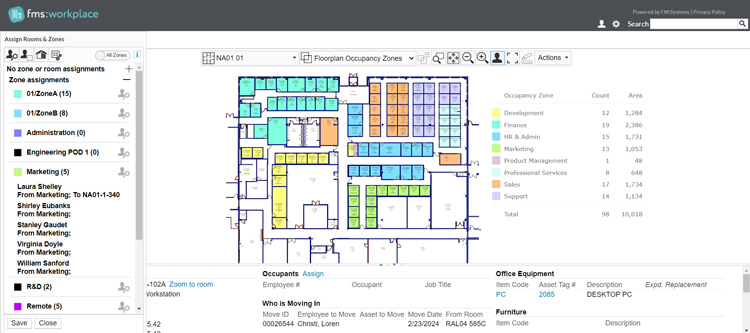 fms:workplace
Powered by FM:Systems | Privacy Policy
Search
Assign Rooms & Zones
All Zones
i
No zone or room assignments
Zone assignments
01/ZoneA (15)
01/ZoneB (8)
Administration (0)
Engineering POD 1 (0)
Marketing (5)
Laura Shelley
From Marketing; To NA01-1-340
Shirley Eubanks
From Marketing;
Stanley Gaudet
From Marketing;
Virginia Doyle
From Marketing;
William Sanford
From Marketing;
R&D (2)
Remote (5)
Save Close
NA01 01
Floorplan Occupancy Zones
Actions
Occupancy Zone Count Area
Development 12 1,284
Finance 19 2,386
HR & Admin 15 1,731
Marketing 13 1,053
Product Management 1 48
Professional Services 8 648
Sales 17 1,734
Support 14 1,134
Total 98 10,018
-102A Zoom to room
Workstation
15.42
Occupants Assign
Employee # Occupant Job Title
Who is Moving In
Move ID Employee to Move Asset to Move Move Date From Room
00026544 Christi, Loren 2/23/2024 RAL04 585C
Office Equipment
Item Code Asset Tag # Description Expd. Replacement
PC 2085 DESKTOP PC
Furniture
Item Code Description